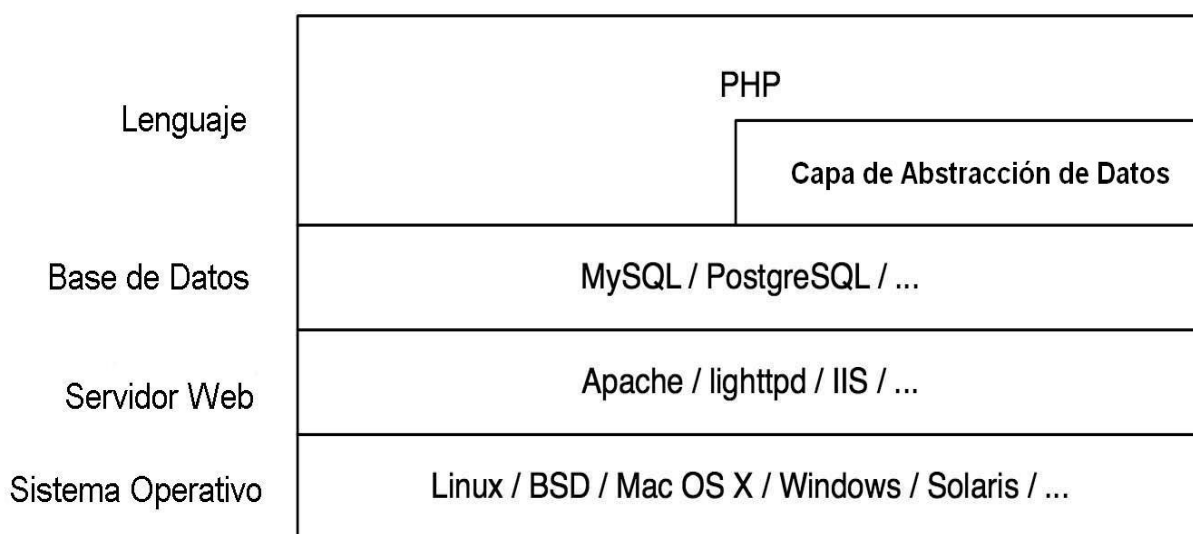 PHP
Lenguaje
Capa de Abstracción de Datos
Base de Datos
MySQL / PostgreSQL / ...
Servidor Web
Apache / lighttpd / IIS / ...
Sistema Operativo
Linux / BSD / Mac OS X / Windows / Solaris / ...